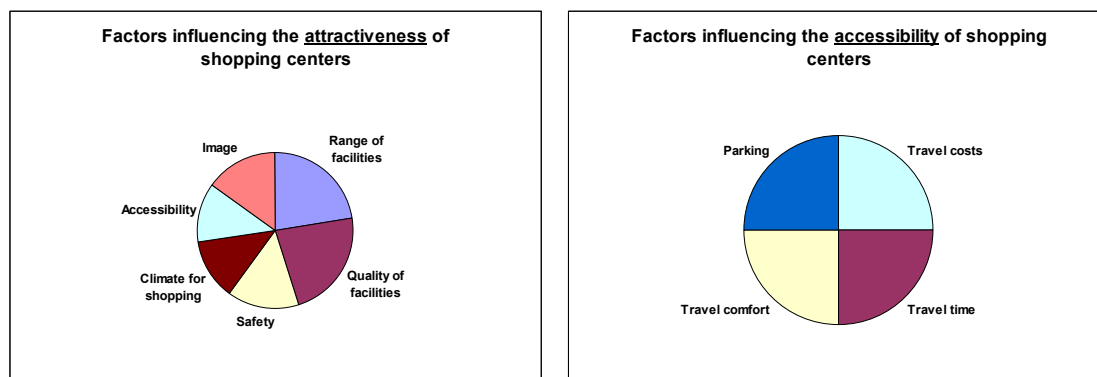 Factors influencing the attractiveness of
shopping centers
Image
Range of
facilities
Accessibility
Climate for
shopping
Quality of
facilities
Safety
Factors influencing the accessibility of shopping
centers
Parking
Travel costs
Travel comfort
Travel time